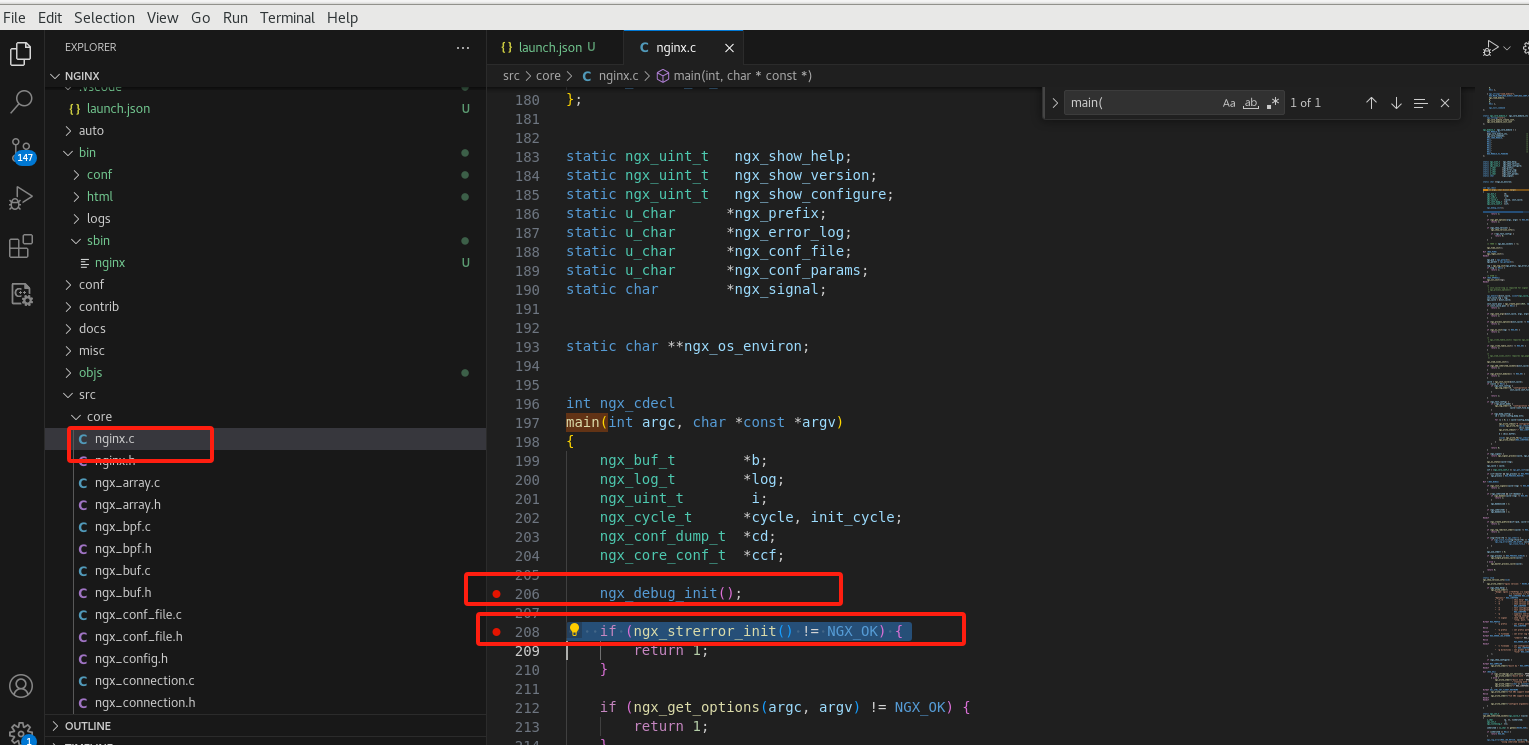 File Edit Selection View Go Run Terminal Help
EXPLORER ···
launch.json U
nginx.c
NGINX
src > core > nginx.c > main(int, char * const *)
.vscode
launch.json U
auto
bin
conf
html
logs
sbin
nginx U
conf
contrib
docs
misc
objs
src
core
nginx.c
nginx.h
ngx_array.c
ngx_array.h
ngx_bpf.c
ngx_bpf.h
ngx_buf.c
ngx_buf.h
ngx_conf_file.c
ngx_conf_file.h
ngx_config.h
ngx_connection.c
ngx_connection.h
OUTLINE
147
1
main( Aa ab 1 of 1
180 };
181
182
183 static ngx_uint_t ngx_show_help;
184 static ngx_uint_t ngx_show_version;
185 static ngx_uint_t ngx_show_configure;
186 static u_char *ngx_prefix;
187 static u_char *ngx_error_log;
188 static u_char *ngx_conf_file;
189 static u_char *ngx_conf_params;
190 static char *ngx_signal;
191
192
193 static char **ngx_os_environ;
194
195
196 int ngx_cdecl
197 main(int argc, char *const *argv)
198 {
199 ngx_buf_t *b;
200 ngx_log_t *log;
201 ngx_uint_t i;
202 ngx_cycle_t *cycle, init_cycle;
203 ngx_conf_dump_t *cd;
204 ngx_core_conf_t *ccf;
205
206 ngx_debug_init();
207
208 if (ngx_strerror_init() != NGX_OK) {
209 return 1;
210 }
211
212 if (ngx_get_options(argc, argv) != NGX_OK) {
213 return 1;
214 }